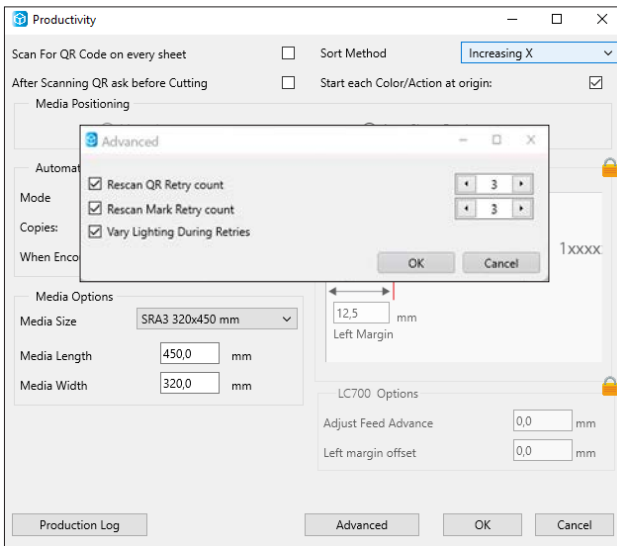 Productivity
Scan For QR Code on every sheet
Sort Method
Increasing X
After Scanning QR ask before Cutting
Start each Color/Action at origin:
Media Positioning
Advanced
Automat
Rescan QR Retry count
3
Mode
Rescan Mark Retry count
3
Copies:
Vary Lighting During Retries
1xxxx
When Enco
OK
Cancel
Media Options
Media Size
SRA3 320x450 mm
12,5
mm
Left Margin
Media Length
450,0
mm
Media Width
320,0
mm
LC700 Options
Adjust Feed Advance
0,0
mm
Left margin offset
0,0
mm
Production Log
Advanced
OK
Cancel